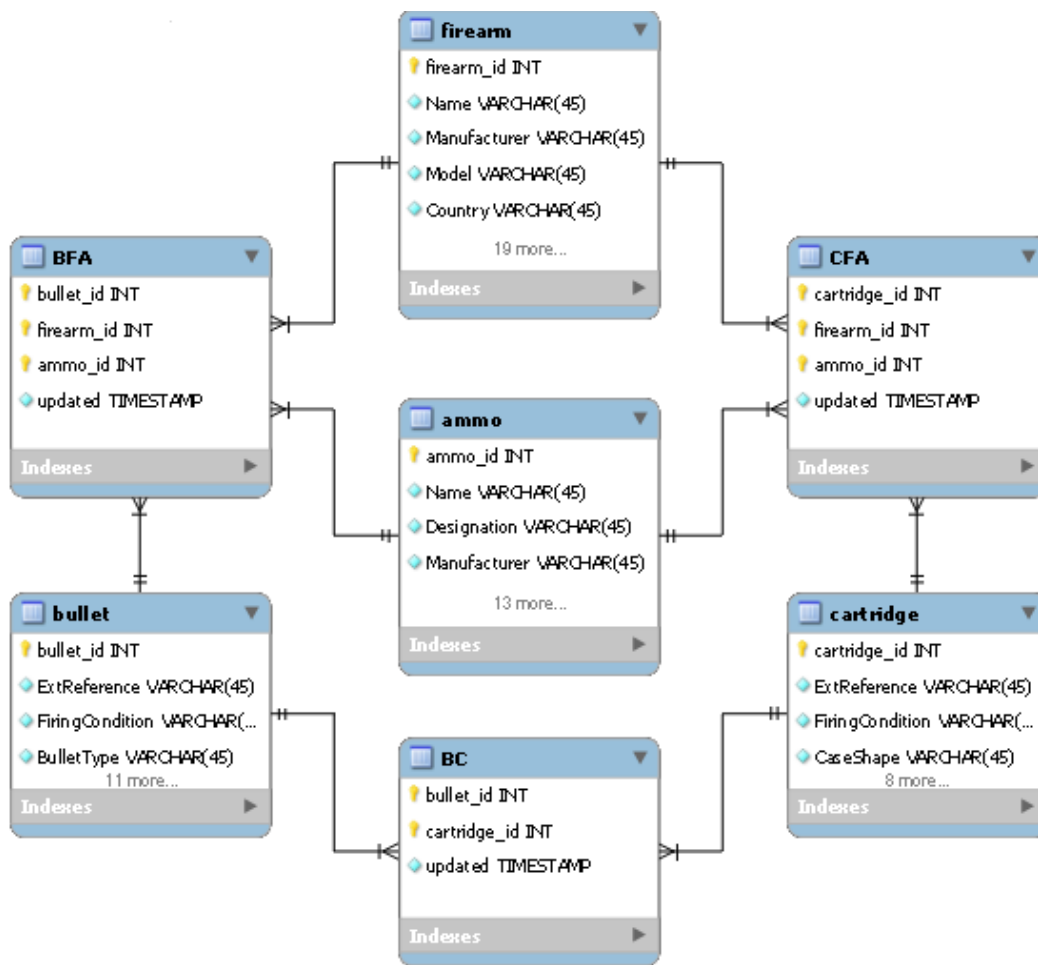 firearm
firearm_id INT
Name VARCHAR(45)
Manufacturer VARCHAR(45)
Model VARCHAR(45)
Country VARCHAR(45)
19 more...
Indexes
BFA
bullet_id INT
firearm_id INT
ammo_id INT
updated TIMESTAMP
Indexes
CFA
cartridge_id INT
firearm_id INT
ammo_id INT
updated TIMESTAMP
Indexes
ammo
ammo_id INT
Name VARCHAR(45)
Designation VARCHAR(45)
Manufacturer VARCHAR(45)
13 more...
Indexes
bullet
bullet_id INT
ExtReference VARCHAR(45)
FiringCondition VARCHAR(...
BulletType VARCHAR(45)
11 more...
Indexes
cartridge
cartridge_id INT
ExtReference VARCHAR(45)
FiringCondition VARCHAR(...
CaseShape VARCHAR(45)
8 more...
Indexes
BC
bullet_id INT
cartridge_id INT
updated TIMESTAMP
Indexes